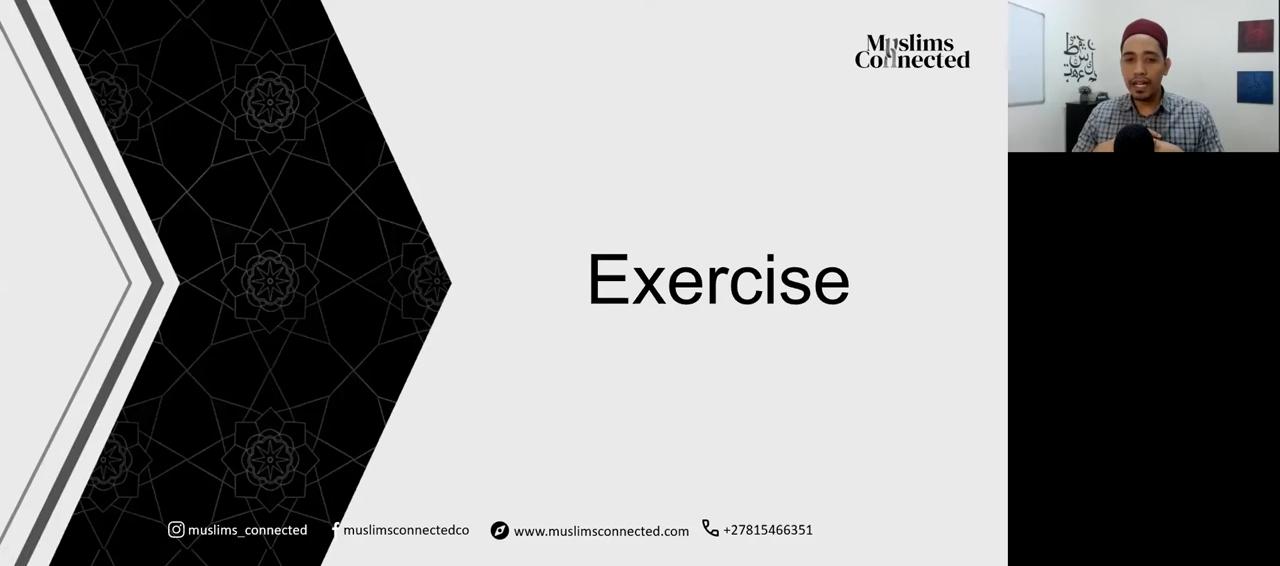 Muslims
Connected
Exercise
muslims_connected
muslimsconnectedco
www.muslimsconnected.com
+27815466351